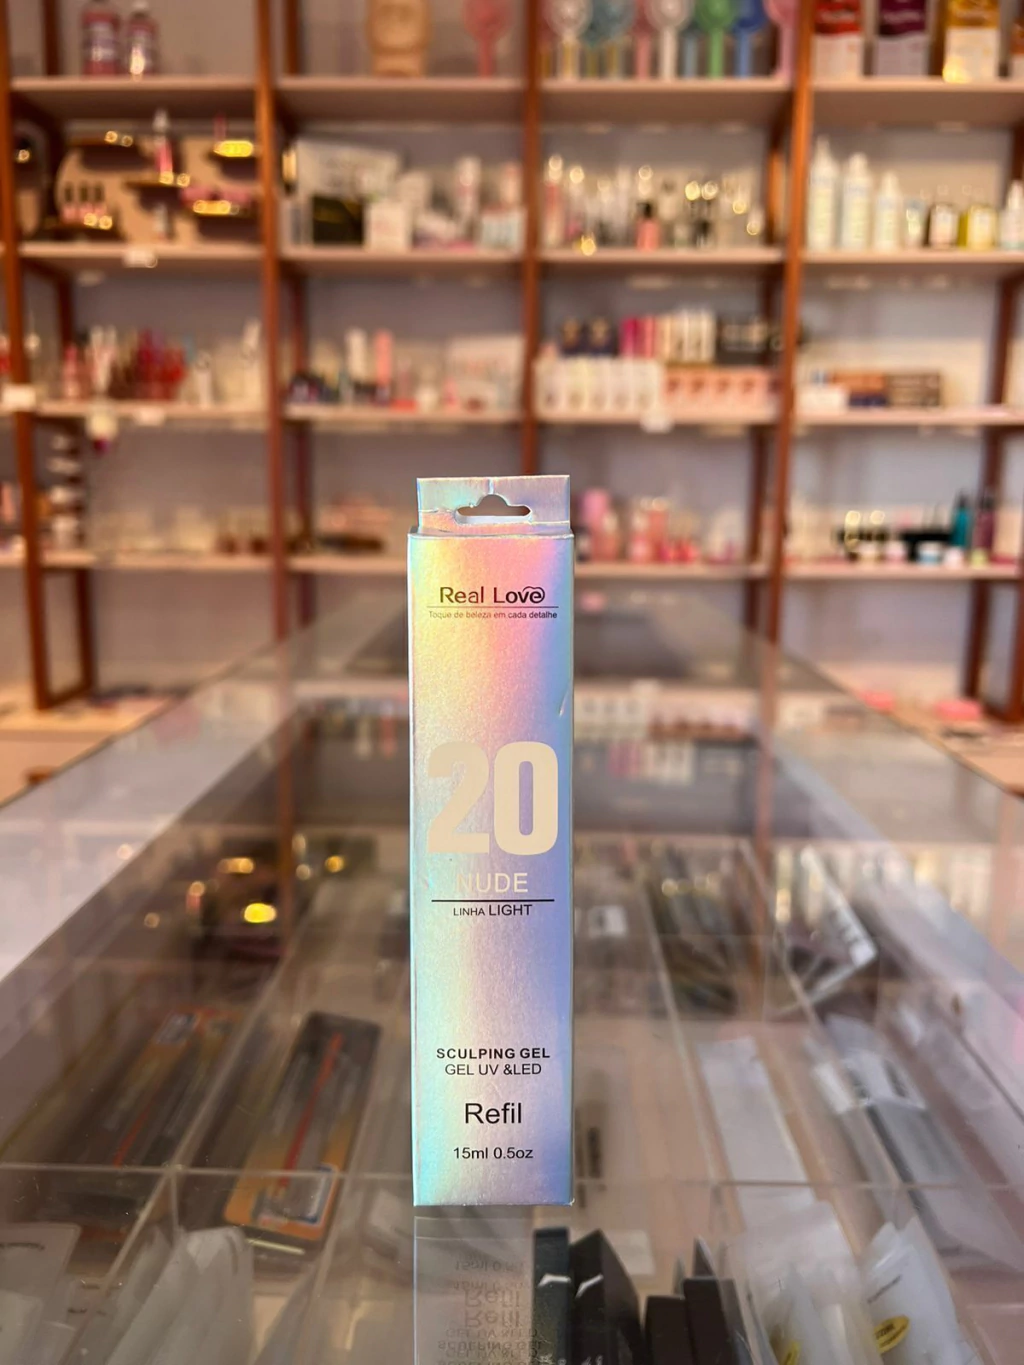 Real Love
Toque de beleza em cada detalhe
20
NUDE
LINHA LIGHT
SCULPING GEL
GEL UV &LED
Refil
15ml 0.5oz